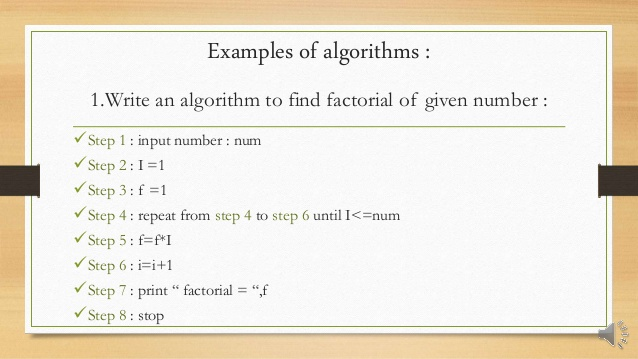 Examples of algorithms :
1.Write an algorithm to find factorial of given number :
Step 1 : input number : num
Step 2 : I =1
Step 3 : f =1
Step 4 : repeat from step 4 to step 6 until I<=num
Step 5 : f=f*I
Step 6 : i=i+1
Step 7 : print “ factorial = “,f
Step 8 : stop